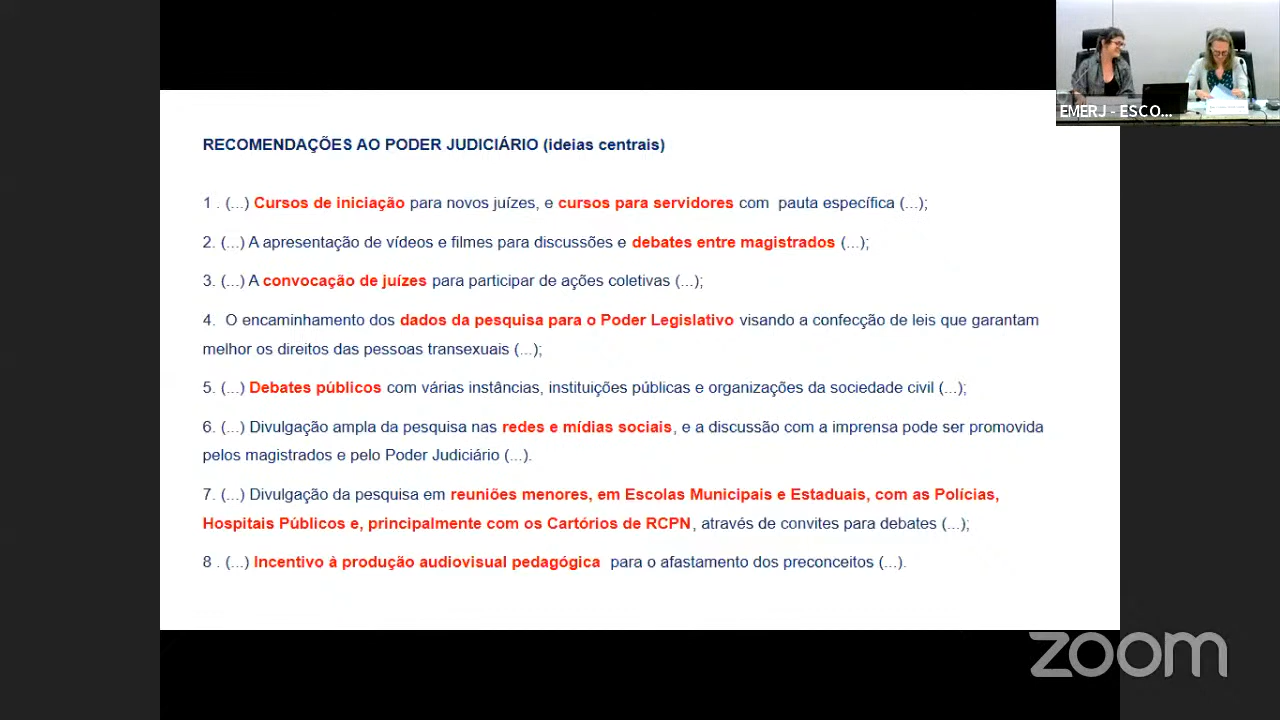 EMERJ - ESCO...
RECOMENDAÇÕES AO PODER JUDICIÁRIO (ideias centrais)
1 . (...) Cursos de iniciação para novos juízes, e cursos para servidores com pauta específica (...);
2. (...) A apresentação de vídeos e filmes para discussões e debates entre magistrados (...);
3. (...) A convocação de juízes para participar de ações coletivas (...);
4. O encaminhamento dos dados da pesquisa para o Poder Legislativo visando a confecção de leis que garantam
melhor os direitos das pessoas transexuais (...);
5. (...) Debates públicos com várias instâncias, instituições públicas e organizações da sociedade civil (...);
6. (...) Divulgação ampla da pesquisa nas redes e mídias sociais, e a discussão com a imprensa pode ser promovida
pelos magistrados e pelo Poder Judiciário (...).
7. (...) Divulgação da pesquisa em reuniões menores, em Escolas Municipais e Estaduais, com as Polícias,
Hospitais Públicos e, principalmente com os Cartórios de RCPN, através de convites para debates (...);
8 . (...) Incentivo à produção audiovisual pedagógica para o afastamento dos preconceitos (...).
zoom